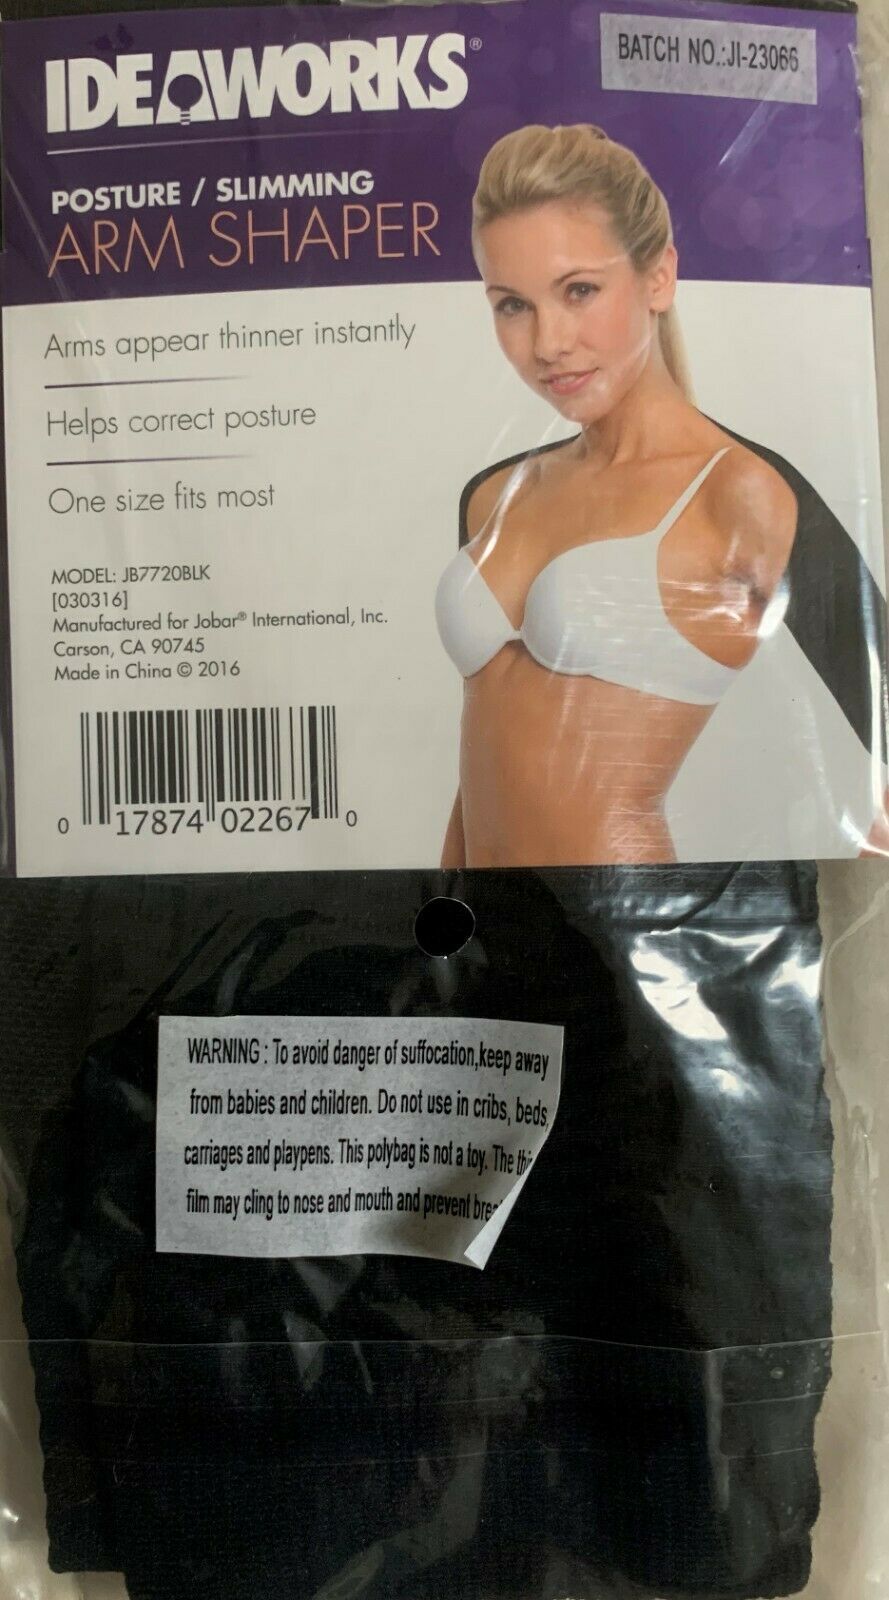 IDEAWORKS®
BATCH NO.:JI-23066
POSTURE / SLIMMING
ARM SHAPER
Arms appear thinner instantly
Helps correct posture
One size fits most
MODEL: JB7720BLK
[030316]
Manufactured for Jobar® International, Inc.
Carson, CA 90745
Made in China © 2016
0 17874 02267 0
WARNING : To avoid danger of suffocation,keep away
from babies and children. Do not use in cribs, beds,
carriages and playpens. This polybag is not a toy. The
film may cling to nose and mouth and prevent